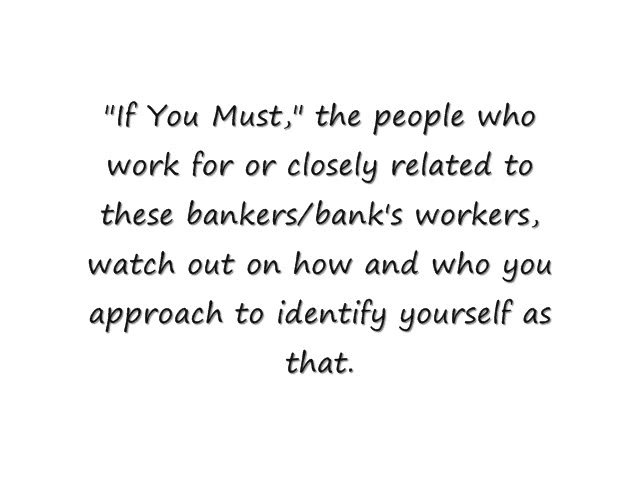 "If You Must," the people who
work for or closely related to
these bankers/bank's workers,
watch out on how and who you
approach to identify yourself as
that.